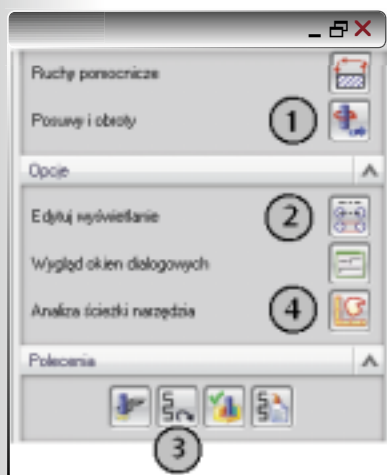 Ruchy pomocnicze
Posuwy i obroty 1
Opcje
Edytuj wyświetlanie 2
Wygląd okien dialogowych
Analiza ścieżki narzędzia 4
Polecenia
3